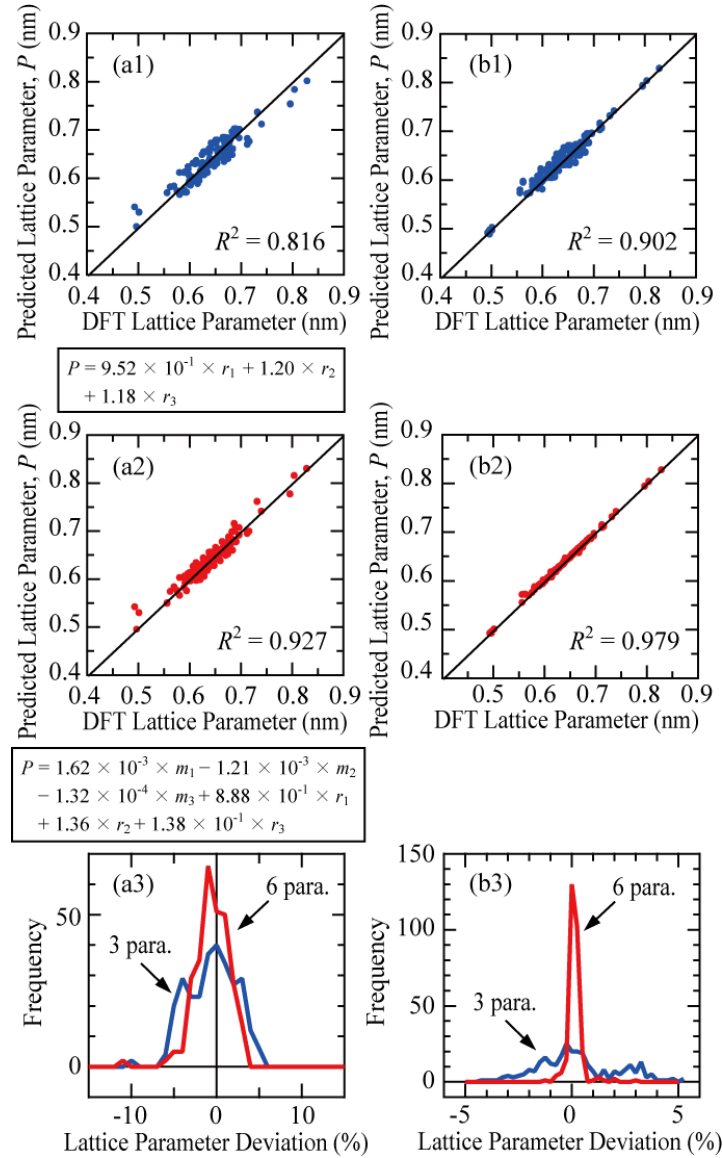 0.9
0.8
0.7
0.6
0.5
0.4
Predicted Lattice Parameter, P (nm)
(a1)
R² = 0.816
0.4 0.5 0.6 0.7 0.8 0.9
DFT Lattice Parameter (nm)
0.9
0.8
0.7
0.6
0.5
0.4
Predicted Lattice Parameter, P (nm)
(b1)
R² = 0.902
0.4 0.5 0.6 0.7 0.8 0.9
DFT Lattice Parameter (nm)
P = 9.52 × 10⁻¹ × r₁ + 1.20 × r₂
+ 1.18 × r₃
0.9
0.8
0.7
0.6
0.5
0.4
Predicted Lattice Parameter, P (nm)
(a2)
R² = 0.927
0.4 0.5 0.6 0.7 0.8 0.9
DFT Lattice Parameter (nm)
0.9
0.8
0.7
0.6
0.5
0.4
Predicted Lattice Parameter, P (nm)
(b2)
R² = 0.979
0.5 0.6 0.7 0.8 0.9
DFT Lattice Parameter (nm)
P = 1.62 × 10⁻³ × m₁ − 1.21 × 10⁻³ × m₂
− 1.32 × 10⁻⁴ × m₃ + 8.88 × 10⁻¹ × r₁
+ 1.36 × r₂ + 1.38 × 10⁻¹ × r₃
50
0
Frequency
(a3)
6 para.
3 para.
-10 0 10
Lattice Parameter Deviation (%)
150
100
50
0
Frequency
(b3)
6 para.
3 para.
-5 0 5
Lattice Parameter Deviation (%)